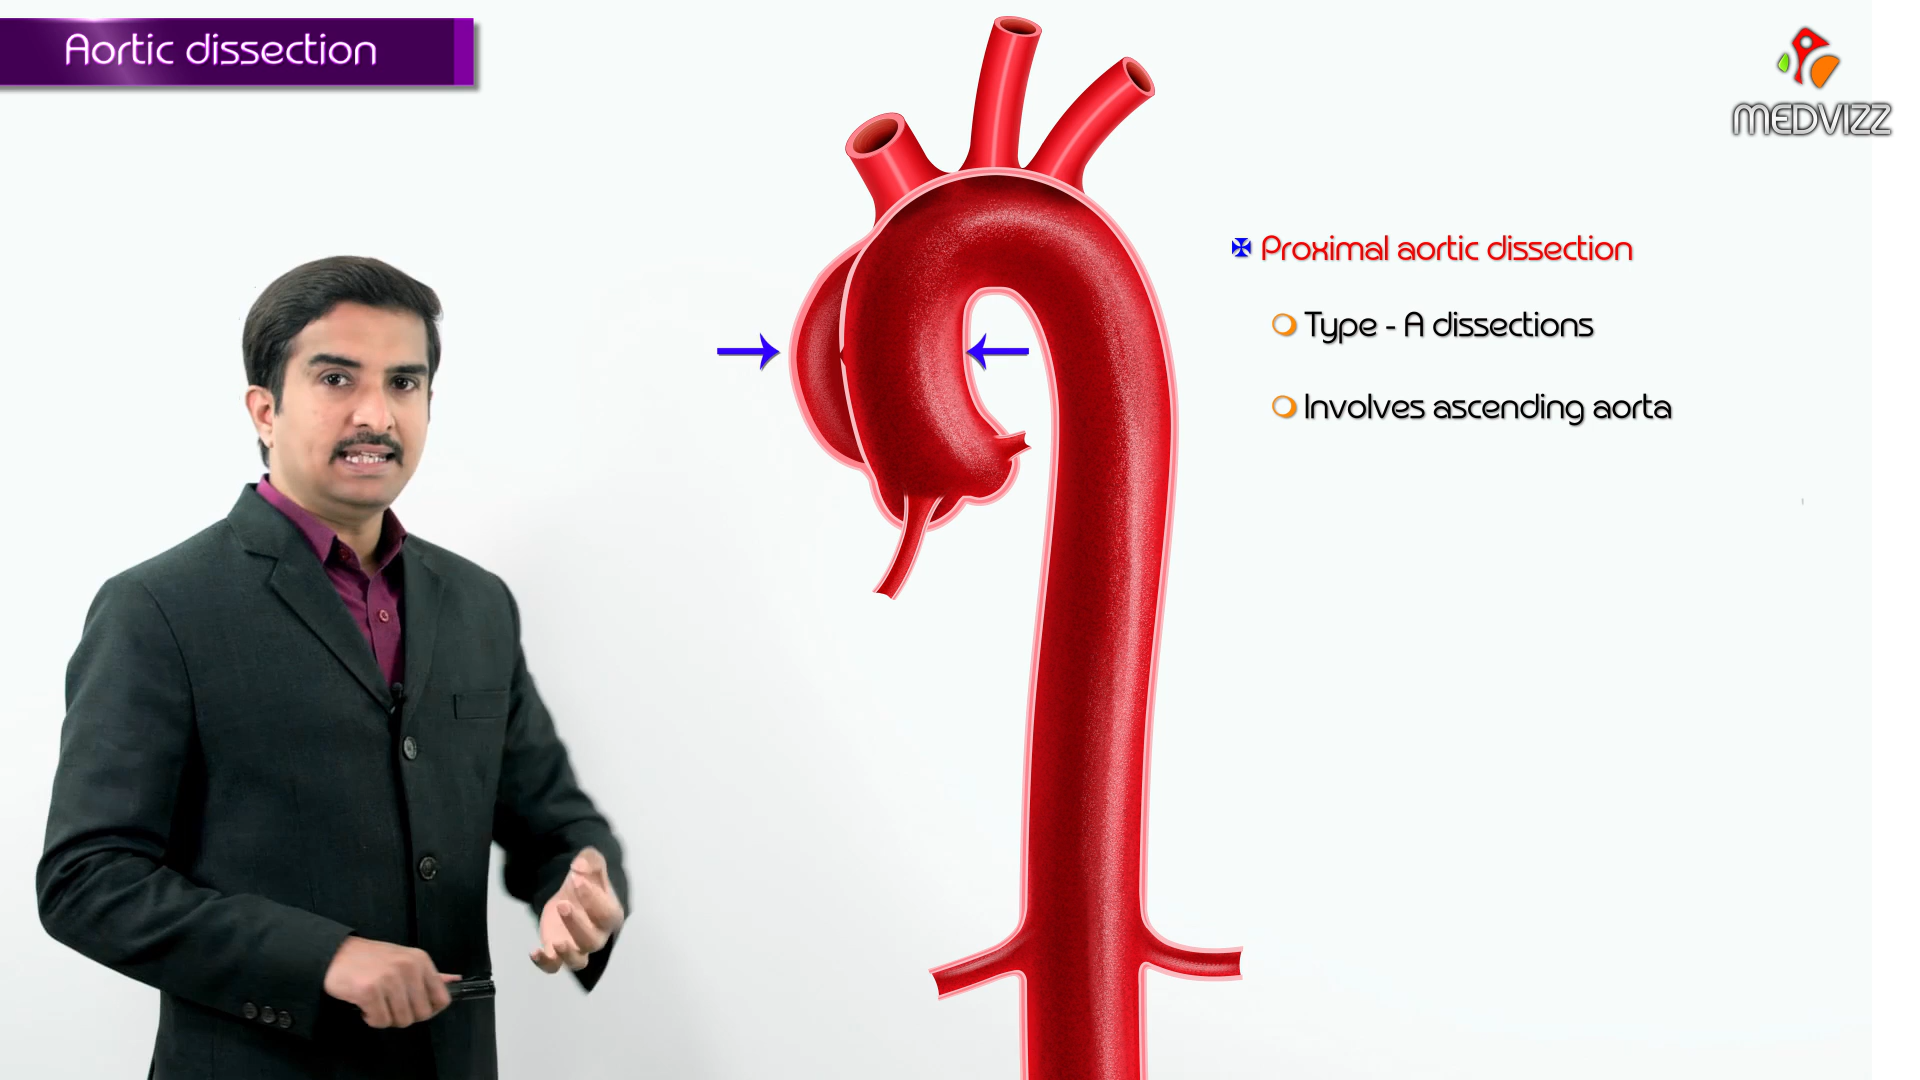 Aortic dissection
MEDVIZZ
Proximal aortic dissection
Type - A dissections
Involves ascending aorta